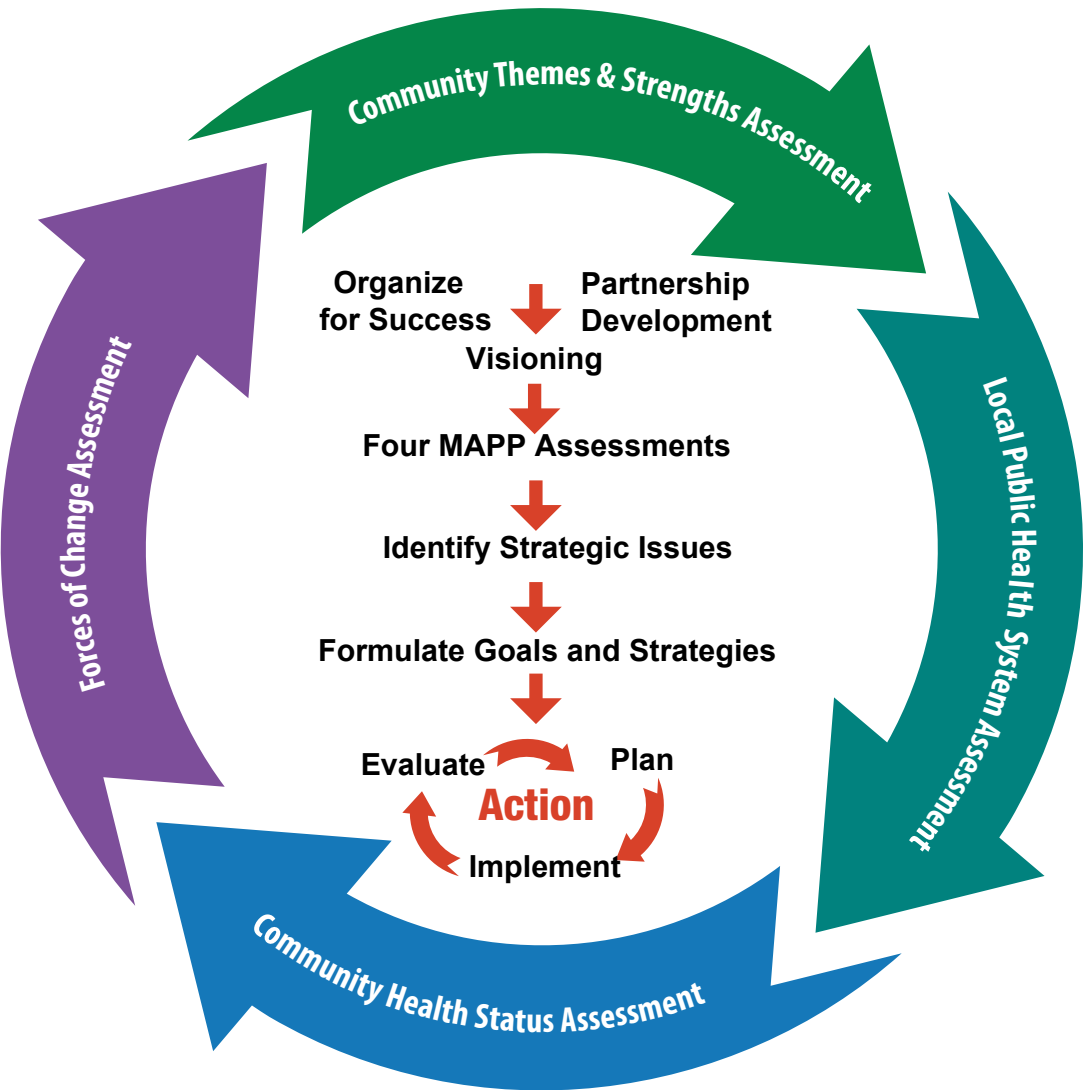 Community Themes & Strengths Assessment
Organize
for Success
Partnership
Development
Visioning
Four MAPP Assessments
Identify Strategic Issues
Formulate Goals and Strategies
Evaluate
Plan
Action
Implement
Local Public Health System Assessment
Community Health Status Assessment
Forces of Change Assessment